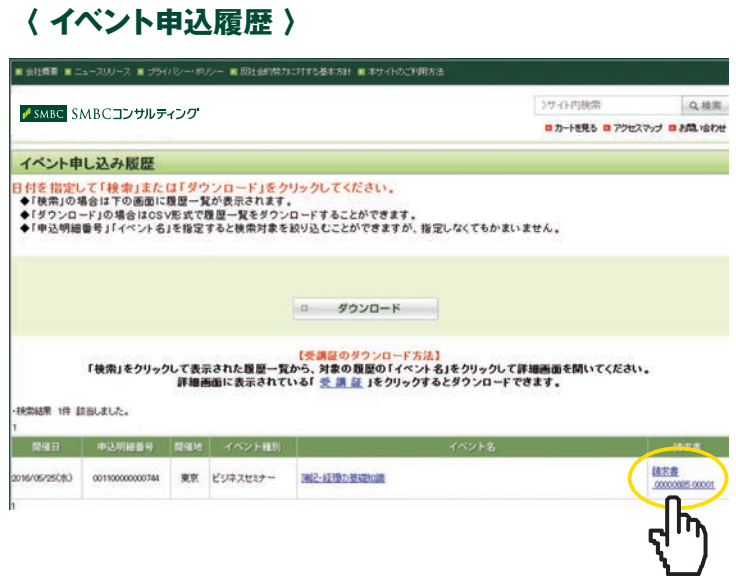 〈 イベント申込履歴 〉
会社概要 ニュースリリース プライバシー・ポリシー 反社会的勢力に対する基本方針 本サイトのご利用方法
SMBC SMBCコンサルティング
>サイト内検索 検索
カートを見る アクセスマップ お問い合わせ
イベント申し込み履歴
日付を指定して「検索」または「ダウンロード」をクリックしてください。
◆「検索」の場合は下の画面に履歴一覧が表示されます。
◆「ダウンロード」の場合はCSV形式で履歴一覧をダウンロードすることができます。
◆「申込明細番号」「イベント名」を指定すると検索対象を絞り込むことができますが、指定しなくてもかまいません。
ダウンロード
【受講証のダウンロード方法】
「検索」をクリックして表示された履歴一覧から、対象の履歴の「イベント名」をクリックして詳細画面を開いてください。
詳細画面に表示されている「 受 講 証 」をクリックするとダウンロードできます。
・検索結果 1件 該当しました。
1
開催日 申込明細番号 開催地 イベント種別 イベント名 請求書
2016/05/25(水) 001100000000744 東京 ビジネスセミナー 簿記・経理の基礎知識 請求書
00000685 00001
1